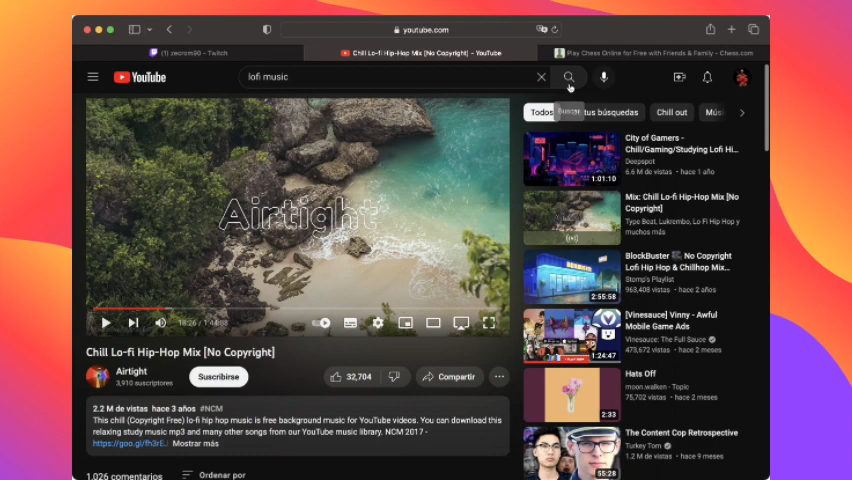 youtube.com
zecrom90 - Twitch
Chill Lo-fi Hip-Hop Mix [No Copyright] - YouTube
Play Chess Online for Free with Friends & Family - Chess.com
YouTube
lofi music
Todos
tus búsquedas
Chill out
Buscar
Airtight
City of Gamers -
Chill/Gaming/Studying Lofi Hi...
Deepspot
6.6 M de vistas • hace 1 año
1:01:10
Mix: Chill Lo-fi Hip-Hop Mix [No
Copyright]
Type Beat, Lukrembo, Lo Fi Hip Hop y
muchos más
BlockBuster No Copyright
Lofi Hip Hop & Chillhop Mix...
Stomp's Playlist
963,408 vistas • hace 2 años
2:55:58
[Vinesauce] Vinny - Awful
Mobile Game Ads
Vinesauce: The Full Sauce
473,672 vistas • hace 2 meses
1:24:47
Hats Off
moon.walken - Topic
75,702 vistas • hace 2 meses
2:33
The Content Cop Retrospective
Turkey Tom
1.2 M de vistas • hace 9 meses
55:28
Chill Lo-fi Hip-Hop Mix [No Copyright]
Airtight
3,910 suscriptores
Suscribirse
32,704
Compartir
2.2 M de vistas hace 3 años #NCM
This chill (Copyright Free) lo-fi hip hop music is free background music for YouTube videos. You can download this
relaxing study music mp3 and many other songs from our YouTube music library. NCM 2017 -
https://goo.gl/fh3rE.
Mostrar más
1,026 comentarios
Ordenar por